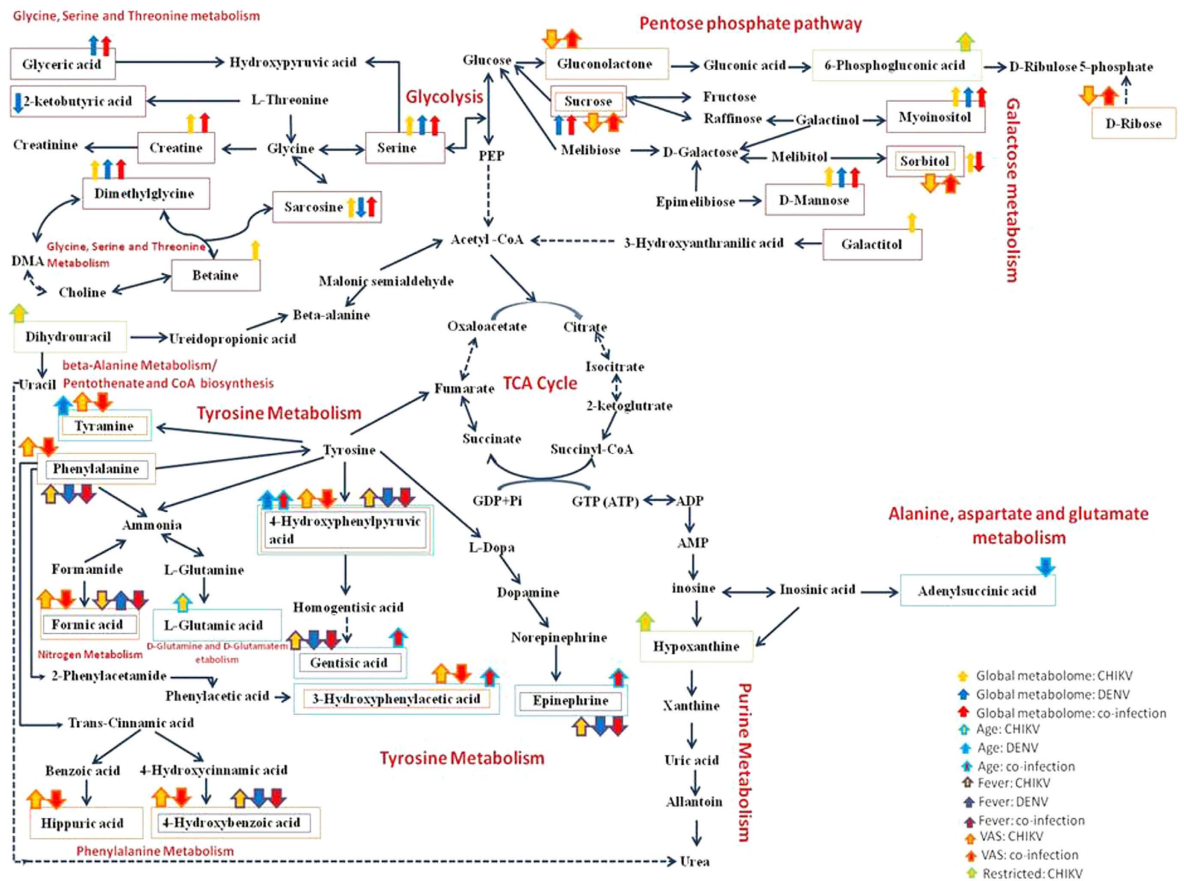 Glycine, Serine and Threonine metabolism
Pentose phosphate pathway
Glyceric acid
Hydroxypyruvic acid
Glucose
Gluconolactone
Gluconic acid
6-Phosphogluconic acid
D-Ribulose 5-phosphate
2-ketobutyric acid
L-Threonine
Glycolysis
Sucrose
Fructose
Raffinose
Galactinol
Myoinositol
D-Ribose
Creatinine
Creatine
Glycine
Serine
PEP
Melibiose
D-Galactose
Melibitol
Sorbitol
Galactose metabolism
Dimethylglycine
Sarcosine
Epimelibiose
D-Mannose
Glycine, Serine and Threonine
Metabolism
Acetyl -CoA
3-Hydroxyanthranilic acid
Galactitol
DMA
Betaine
Choline
Malonic semialdehyde
Beta-alanine
Dihydrouracil
Ureidopropionic acid
Oxaloacetate
Citrate
beta-Alanine Metabolism/
Pentothenate and CoA biosynthesis
Uracil
Isocitrate
TCA Cycle
Fumarate
2-ketoglutrate
Tyrosine Metabolism
Tyramine
Succinate
Succinyl-CoA
Tyrosine
Phenylalanine
GDP+Pi
GTP (ATP)
ADP
Ammonia
4-Hydroxyphenylpyruvic
acid
Alanine, aspartate and glutamate
metabolism
AMP
L-Dopa
Formamide
L-Glutamine
Dopamine
inosine
Inosinic acid
Adenylsuccinic acid
Homogentisic acid
Formic acid
L-Glutamic acid
Norepinephrine
Hypoxanthine
Nitrogen Metabolism
D-Glutamine and D-Glutamatem
etabolism
Gentisic acid
2-Phenylacetamide
Phenylacetic acid
3-Hydroxyphenylacetic acid
Epinephrine
Xanthine
Purine Metabolism
Trans-Cinnamic acid
Tyrosine Metabolism
Benzoic acid
4-Hydroxycinnamic acid
Uric acid
Allantoin
Hippuric acid
4-Hydroxybenzoic acid
Phenylalanine Metabolism
Urea
Global metabolome: CHIKV
Global metabolome: DENV
Global metabolome: co-infection
Age: CHIKV
Age: DENV
Age: co-infection
Fever: CHIKV
Fever: DENV
Fever: co-infection
VAS: CHIKV
VAS: co-infection
Restricted: CHIKV